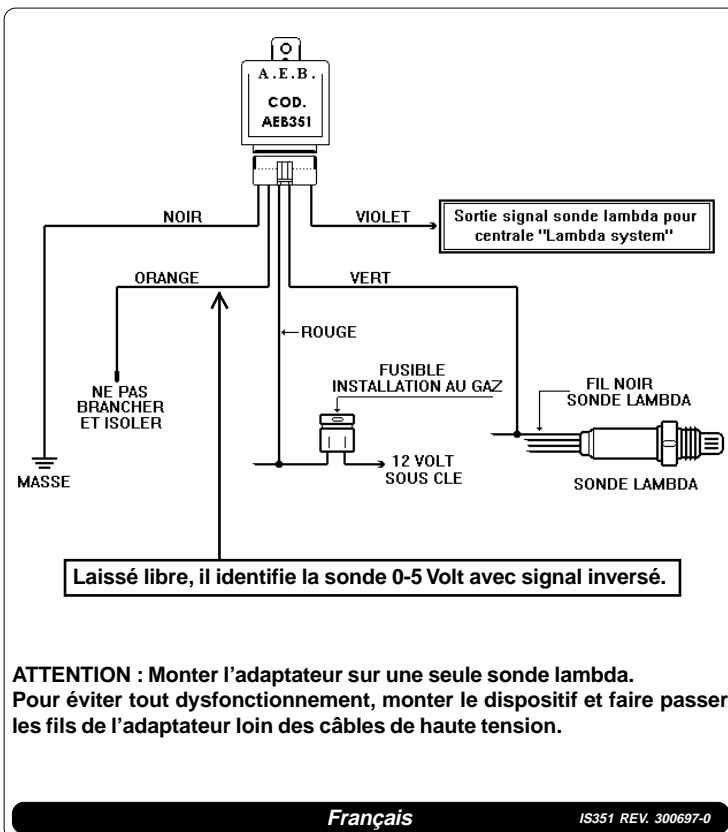 A.E.B.
COD.
AEB351
NOIR
VIOLET
Sortie signal sonde lambda pour
centrale "Lambda system"
ORANGE
VERT
ROUGE
NE PAS
BRANCHER
ET ISOLER
FUSIBLE
INSTALLATION AU GAZ
FIL NOIR
SONDE LAMBDA
MASSE
12 VOLT
SOUS CLE
SONDE LAMBDA
Laissé libre, il identifie la sonde 0-5 Volt avec signal inversé.
ATTENTION : Monter l’adaptateur sur une seule sonde lambda.
Pour éviter tout dysfonctionnement, monter le dispositif et faire passer
les fils de l’adaptateur loin des câbles de haute tension.
Français
IS351 REV. 300697-0